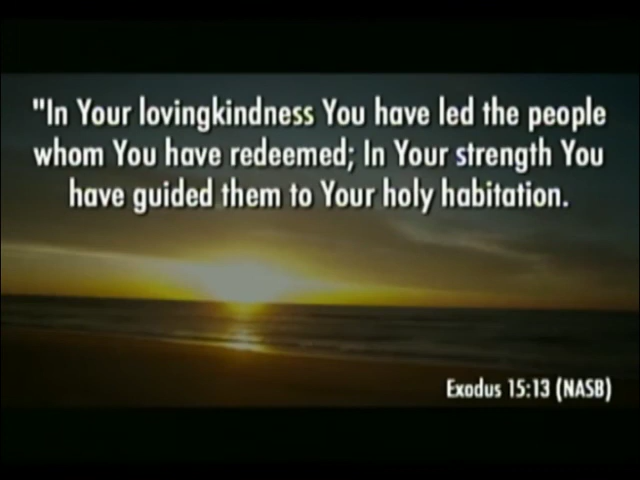 "In Your lovingkindness You have led the people
whom You have redeemed; In Your strength You
have guided them to Your holy habitation.
Exodus 15:13 (NASB)